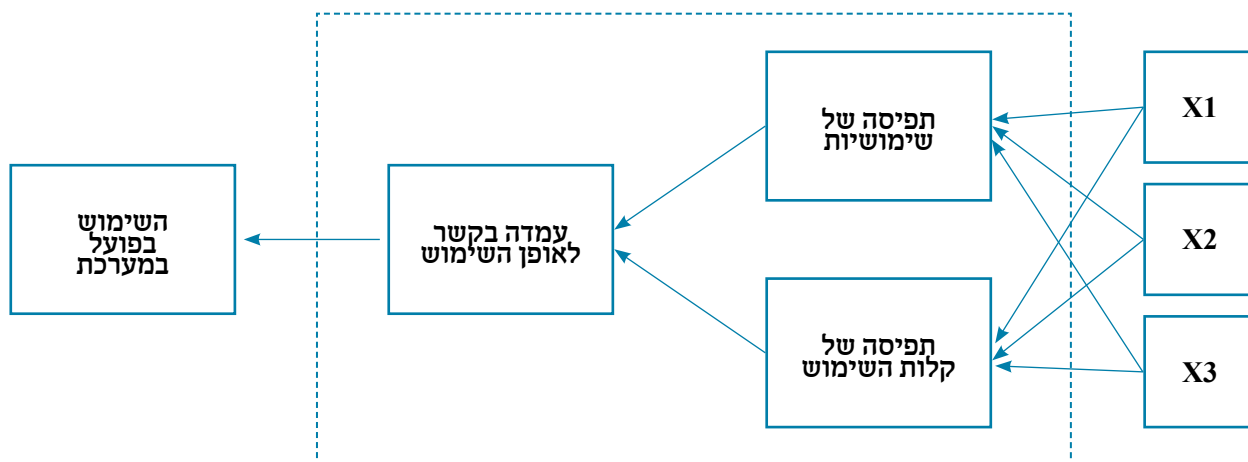 X1
X2
X3
תפיסה של
שימושיות
תפיסה של
קלות השימוש
עמדה בקשר
לאופן השימוש
השימוש
בפועל
במערכת